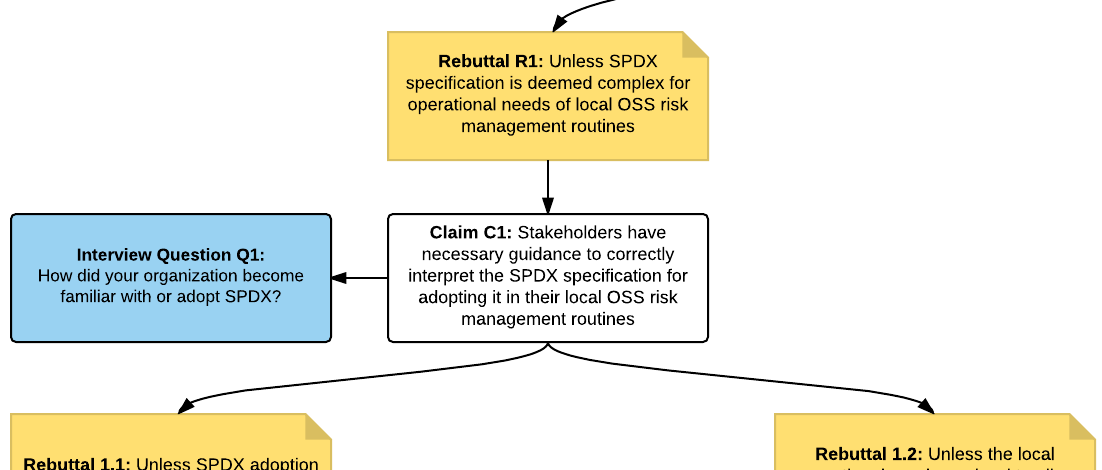 Rebuttal R1: Unless SPDX
specification is deemed complex for
operational needs of local OSS risk
management routines
Interview Question Q1:
How did your organization become
familiar with or adopt SPDX?
Claim C1: Stakeholders have
necessary guidance to correctly
interpret the SPDX specification for
adopting it in their local OSS risk
management routines
Rebuttal 1.1: Unless SPDX adoption
Rebuttal 1.2: Unless the local